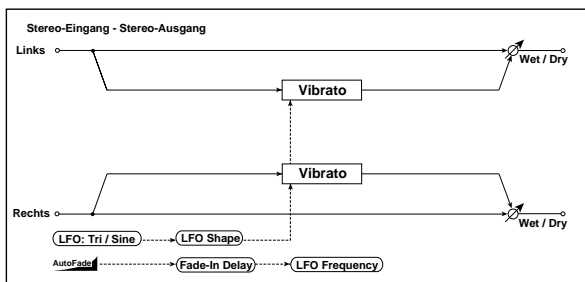 Stereo-Eingang - Stereo-Ausgang
Links
Wet / Dry
Vibrato
Vibrato
Rechts
Wet / Dry
LFO: Tri / Sine
LFO Shape
AutoFade
Fade-In Delay
LFO Frequency